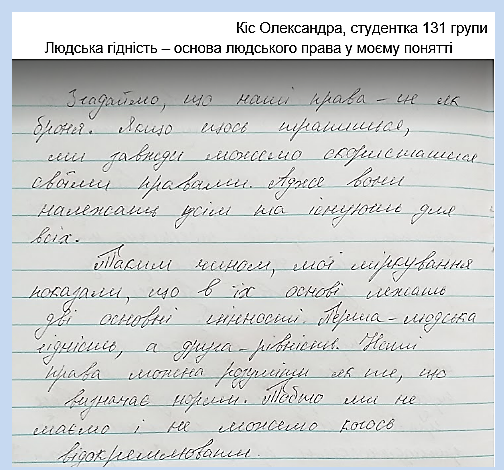 Кіс Олександра, студентка 131 групи
Людська гідність – основа людського права у моєму понятті
Згадаймо, що наші права – це як
броня. Якщо щось трапиться,
ми завжди можемо скористатися
своїми правами. Адже вони
належать усім та існують для
всіх.
Таким чином, мої міркування
показали, що в їх основі лежать
дві основні цінності. Перша – людська
гідність, а друга – рівність. Наші
права можна розуміти як те, що
визначає норми. Тобто ми не
маємо і не можемо когось
відокремлювати.